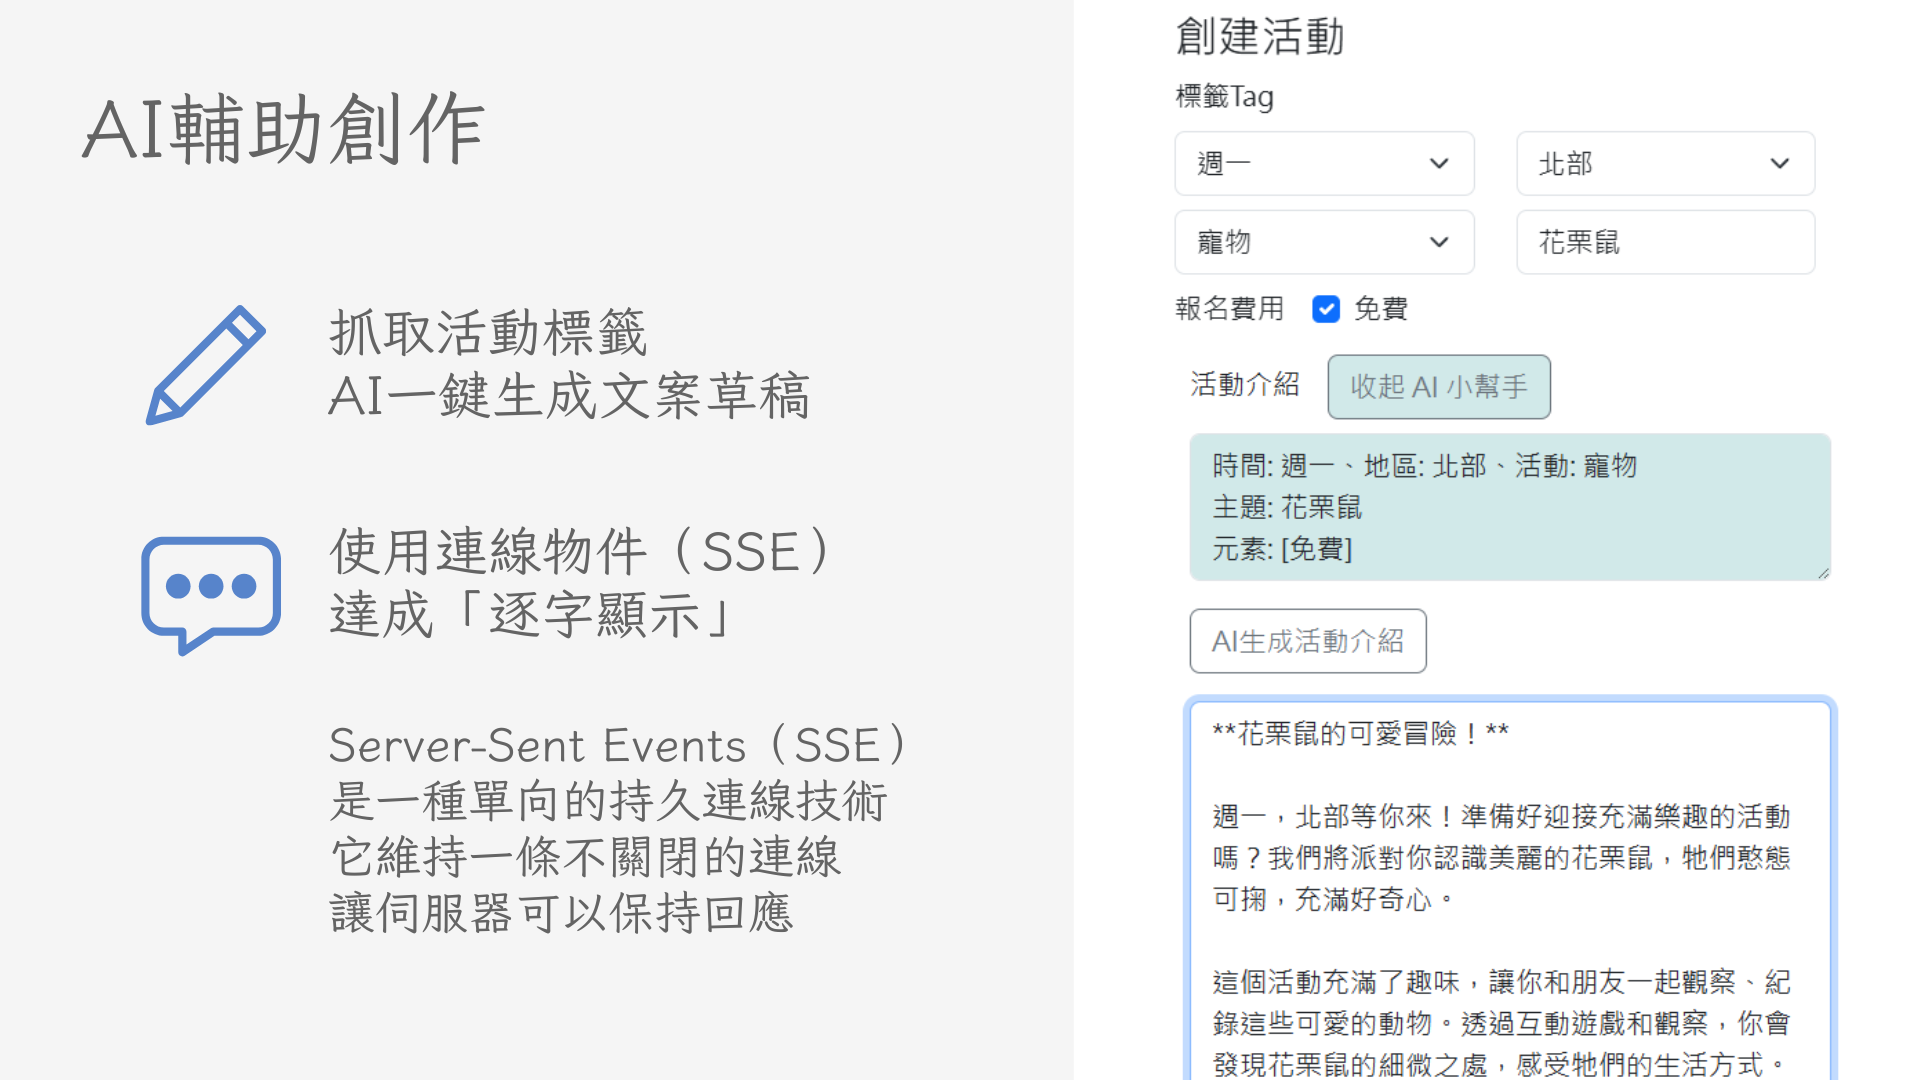 AI輔助創作
抓取活動標籤
AI一鍵生成文案草稿
使用連線物件（SSE）
達成「逐字顯示」
Server-Sent Events（SSE）
是一種單向的持久連線技術
它維持一條不關閉的連線
讓伺服器可以保持回應
創建活動
標籤Tag
週一
北部
寵物
花栗鼠
報名費用
免費
活動介紹
收起 AI 小幫手
時間: 週一、地區: 北部、活動: 寵物
主題: 花栗鼠
元素: [免費]
AI生成活動介紹
**花栗鼠的可愛冒險！**
週一，北部等你來！準備好迎接充滿樂趣的活動
嗎？我們將派對你認識美麗的花栗鼠，牠們憨態
可掬，充滿好奇心。
這個活動充滿了趣味，讓你和朋友一起觀察、紀
錄這些可愛的動物。透過互動遊戲和觀察，你會
發現花栗鼠的細微之處，感受牠們的生活方式。